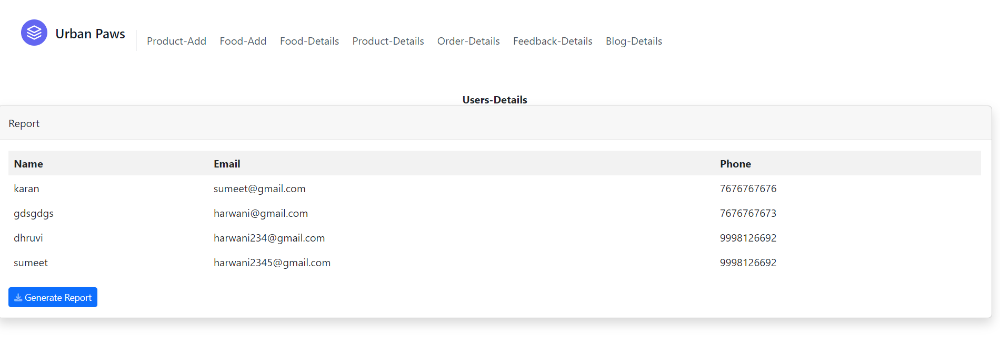 Urban Paws
Product-Add Food-Add Food-Details Product-Details Order-Details Feedback-Details Blog-Details
Users-Details
Report
Name Email Phone
karan sumeet@gmail.com 7676767676
gdsgdgs harwani@gmail.com 7676767673
dhruvi harwani234@gmail.com 9998126692
sumeet harwani2345@gmail.com 9998126692
Generate Report